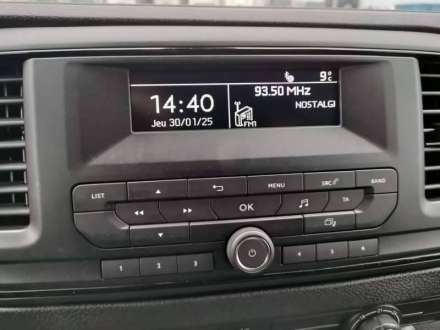 9°C
93.50 MHz
14:40
NOSTALGI
Jeu 30/01/25
FM1
LIST
MENU
SRC
BAND
OK
TA
1 2 3 4 5 6